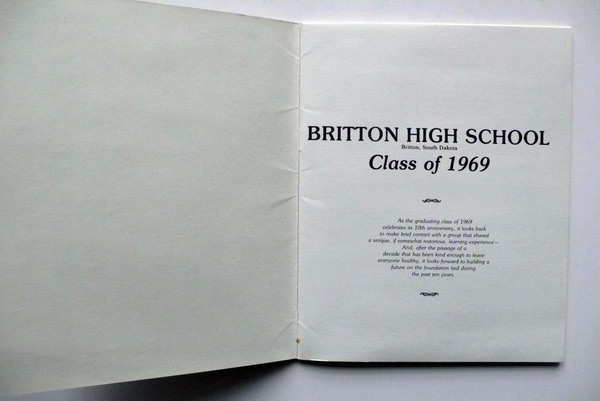 BRITTON HIGH SCHOOL
Britton, South Dakota
Class of 1969
As the graduating class of 1969
celebrates its 10th anniversary, it looks back
to make brief contact with a group that shared
a unique, if somewhat notorious, learning experience—
And, after the passage of a
decade that has been kind enough to leave
everyone healthy, it looks forward to building a
future on the foundation laid during
the past ten years.